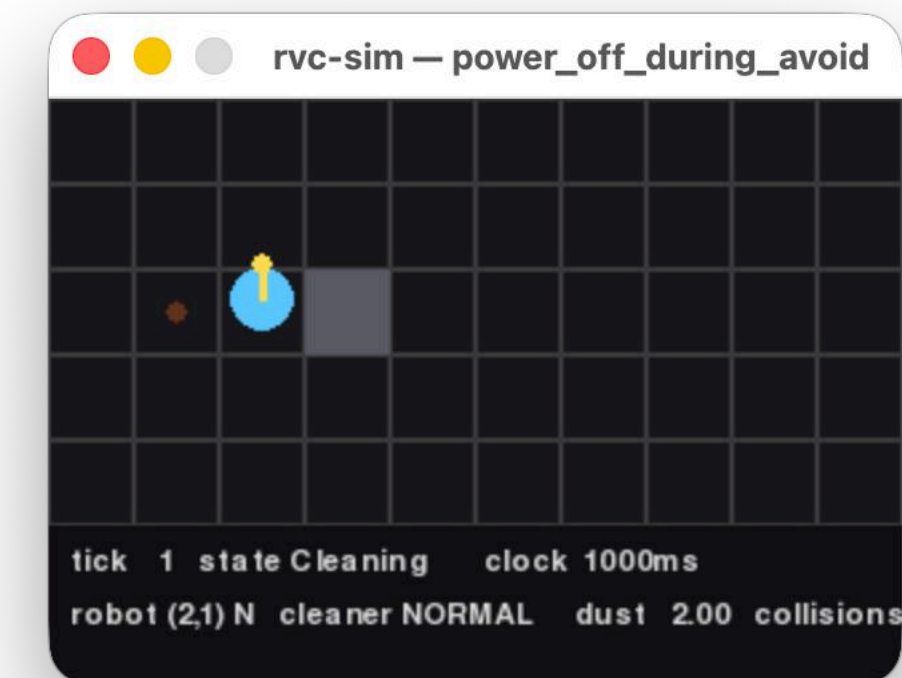 rvc-sim — power_off_during_avoid
tick 1 state Cleaning clock 1000ms
robot (2,1) N cleaner NORMAL dust 2.00 collisions